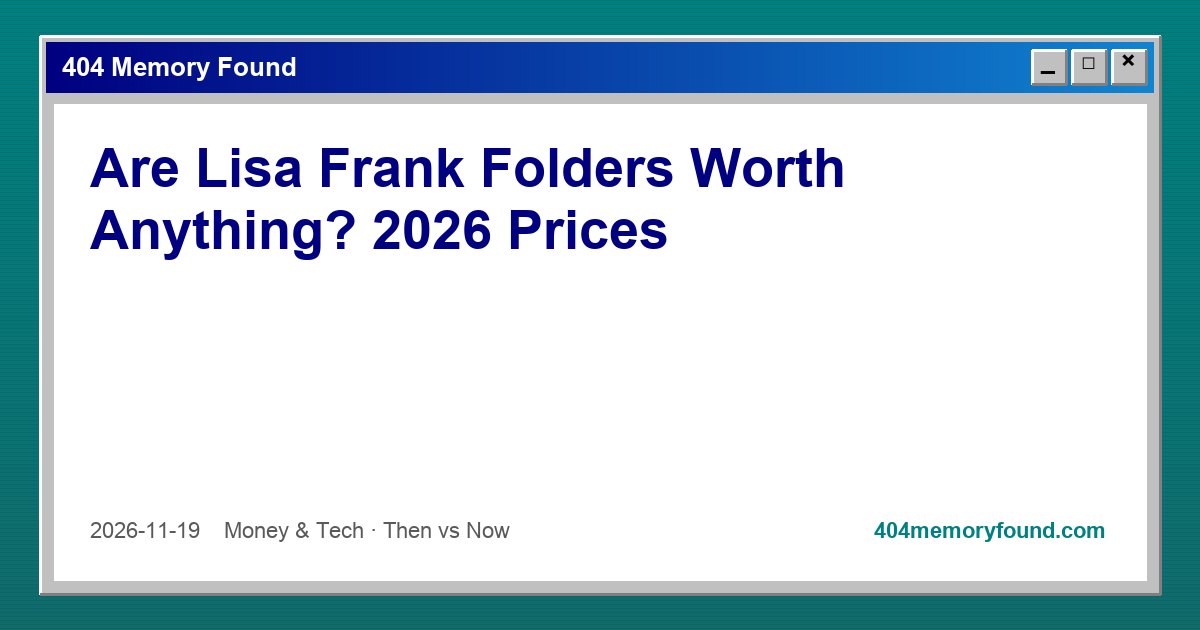 404 Memory Found
Are Lisa Frank Folders Worth
Anything? 2026 Prices
2026-11-19 Money & Tech · Then vs Now
404memoryfound.com